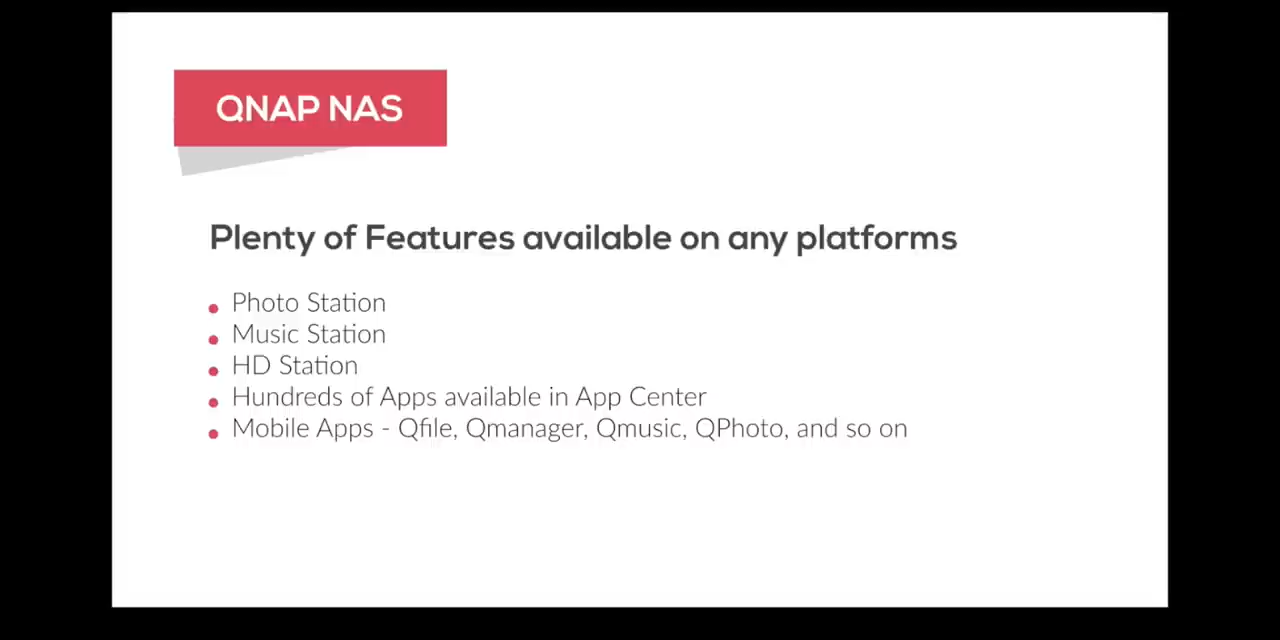 QNAP NAS
Plenty of Features available on any platforms
Photo Station
Music Station
HD Station
Hundreds of Apps available in App Center
Mobile Apps - Qfile, Qmanager, Qmusic, QPhoto, and so on